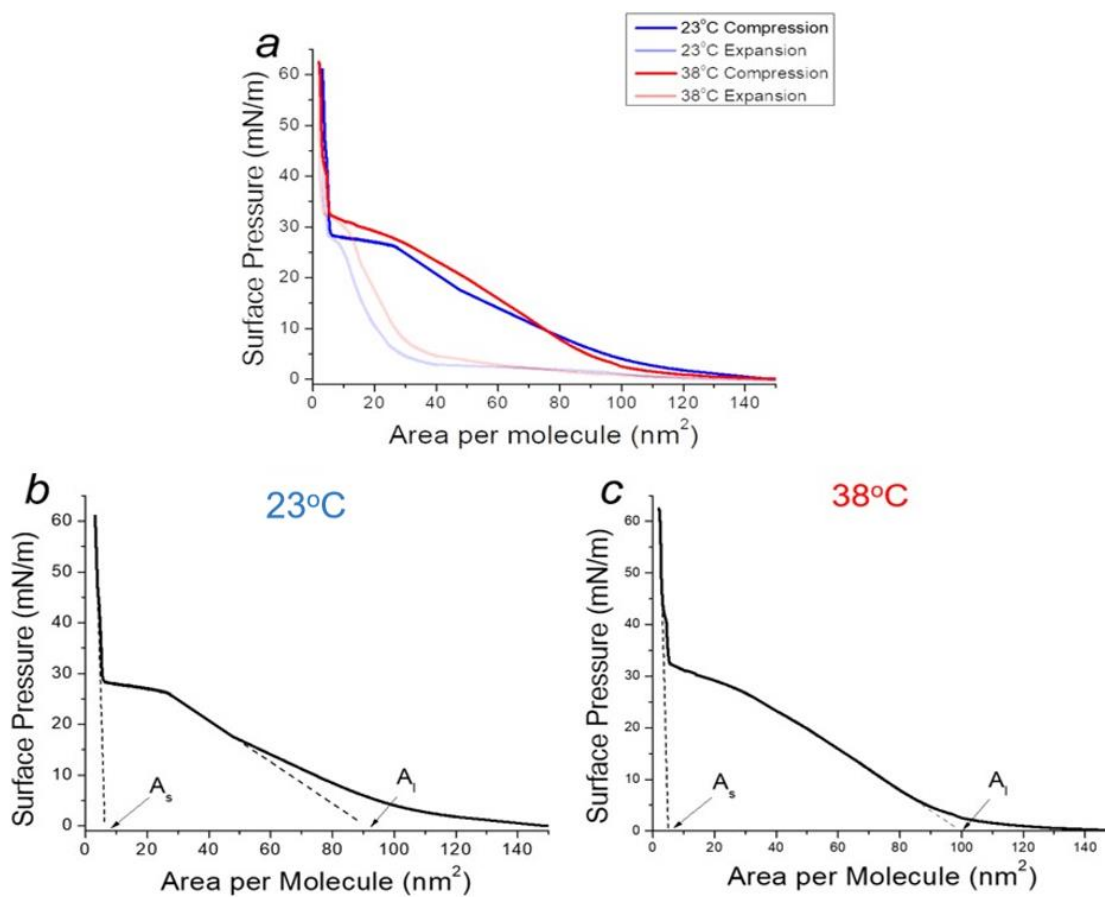 a
23°C Compression
23°C Expansion
38°C Compression
38°C Expansion
Surface Pressure (mN/m)
60
50
40
30
20
10
0
0 20 40 60 80 100 120 140
Area per molecule (nm²)
b
23°C
Surface Pressure (mN/m)
60
50
40
30
20
10
0
Aₛ
Aₗ
0 20 40 60 80 100 120 140
Area per Molecule (nm²)
c
38°C
Surface Pressure (mN/m)
60
50
40
30
20
10
0
Aₛ
Aₗ
0 20 40 60 80 100 120 140
Area per Molecule (nm²)